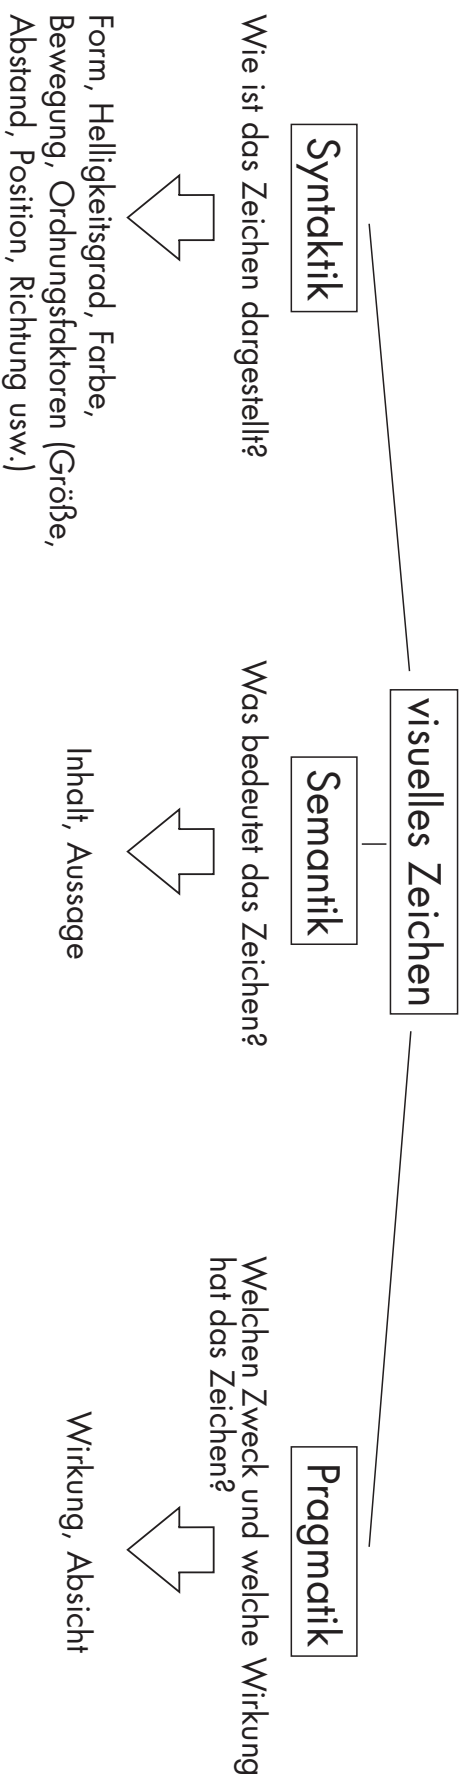 visuelles Zeichen
Syntaktik
Wie ist das Zeichen dargestellt?
Form, Helligkeitsgrad, Farbe,
Bewegung, Ordnungsfaktoren (Größe,
Abstand, Position, Richtung usw.)
Semantik
Was bedeutet das Zeichen?
Inhalt, Aussage
Pragmatik
Welchen Zweck und welche Wirkung
hat das Zeichen?
Wirkung, Absicht